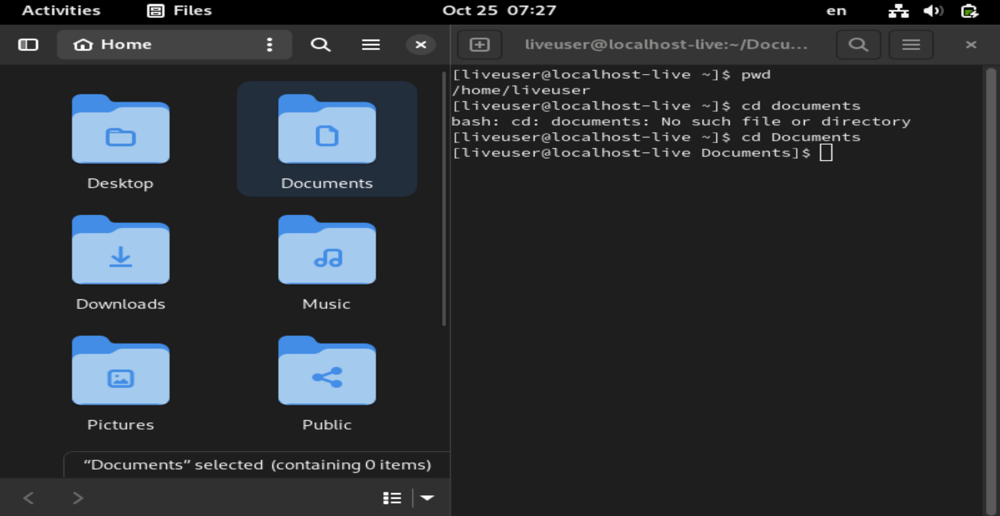 Activities Files Oct 25 07:27 en
Home
liveuser@localhost-live:~/Docu...
Desktop
Documents
Downloads
Music
Pictures
Public
“Documents” selected (containing 0 items)
[liveuser@localhost-live ~]$ pwd
/home/liveuser
[liveuser@localhost-live ~]$ cd documents
bash: cd: documents: No such file or directory
[liveuser@localhost-live ~]$ cd Documents
[liveuser@localhost-live Documents]$